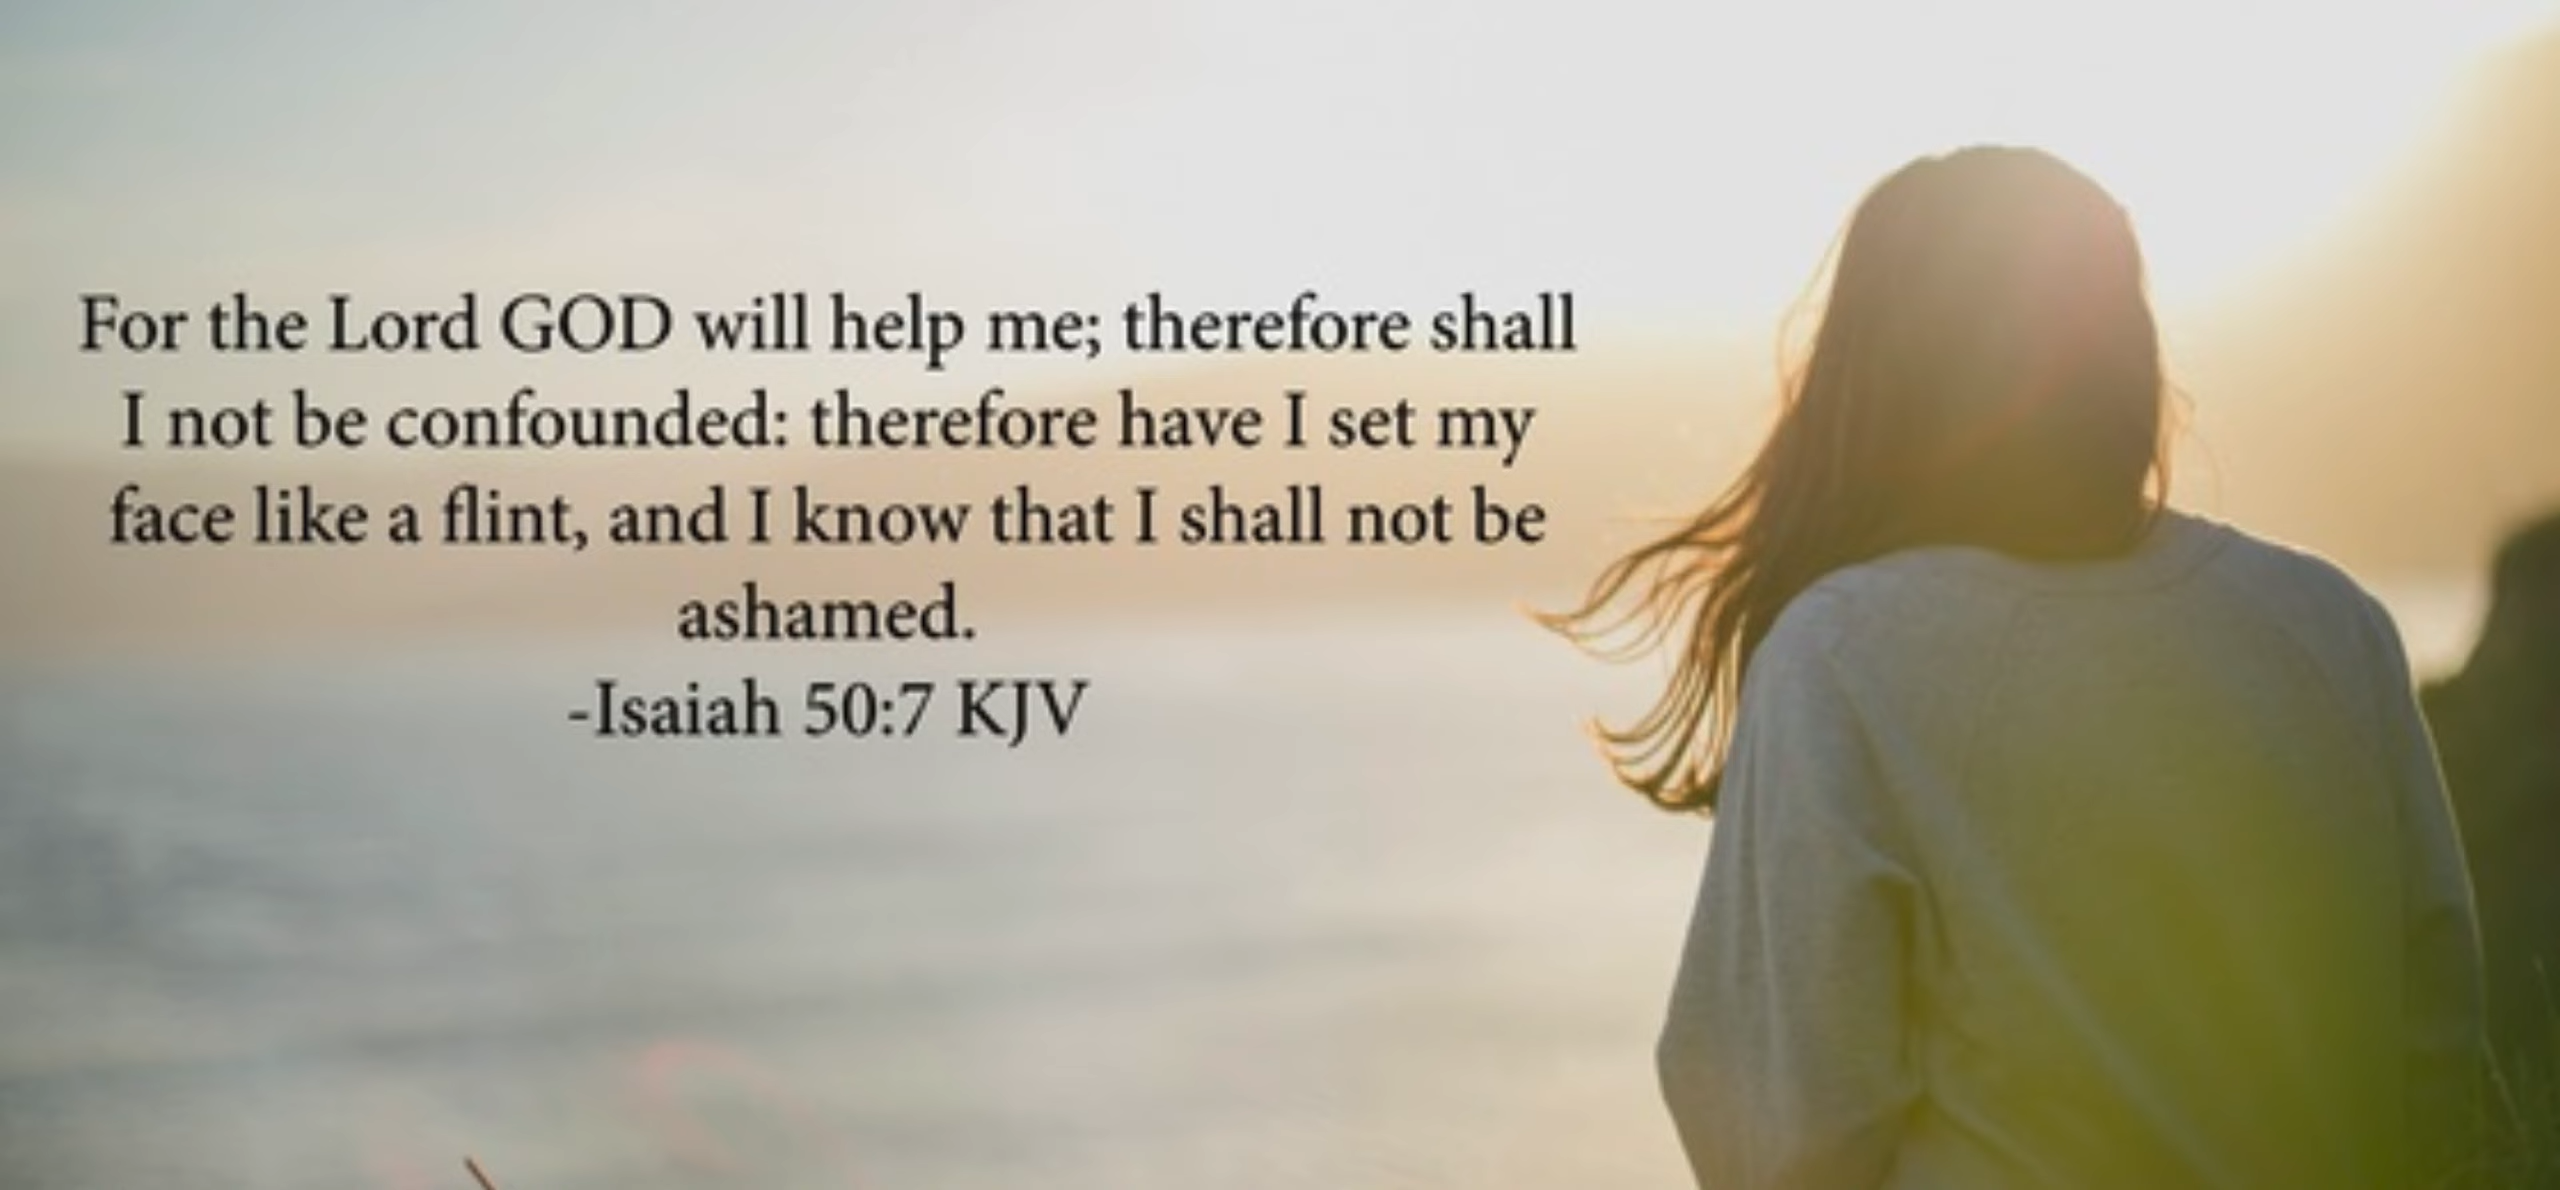 For the Lord GOD will help me; therefore shall
I not be confounded: therefore have I set my
face like a flint, and I know that I shall not be
ashamed.
-Isaiah 50:7 KJV